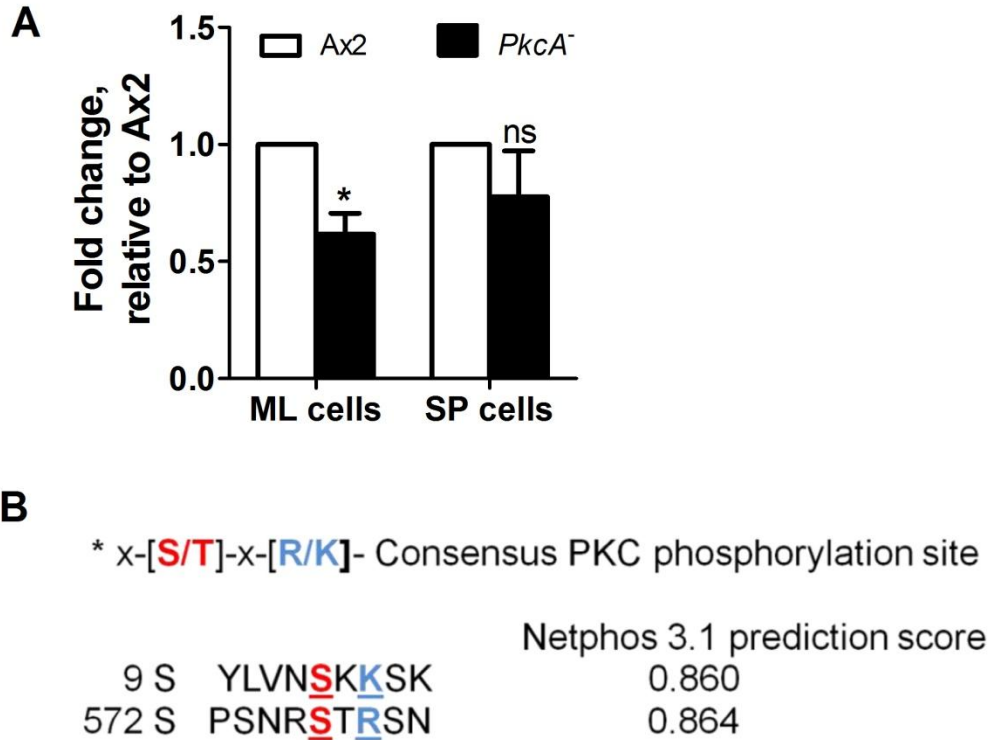 A
1.5
Ax2
PkcA-
Fold change,
relative to Ax2
1.0
ns
*
0.5
0.0
ML cells
SP cells
B
* x-[S/T]-x-[R/K]- Consensus PKC phosphorylation site
Netphos 3.1 prediction score
9 S YLVNSKKSK 0.860
572 S PSNRSTRSN 0.864